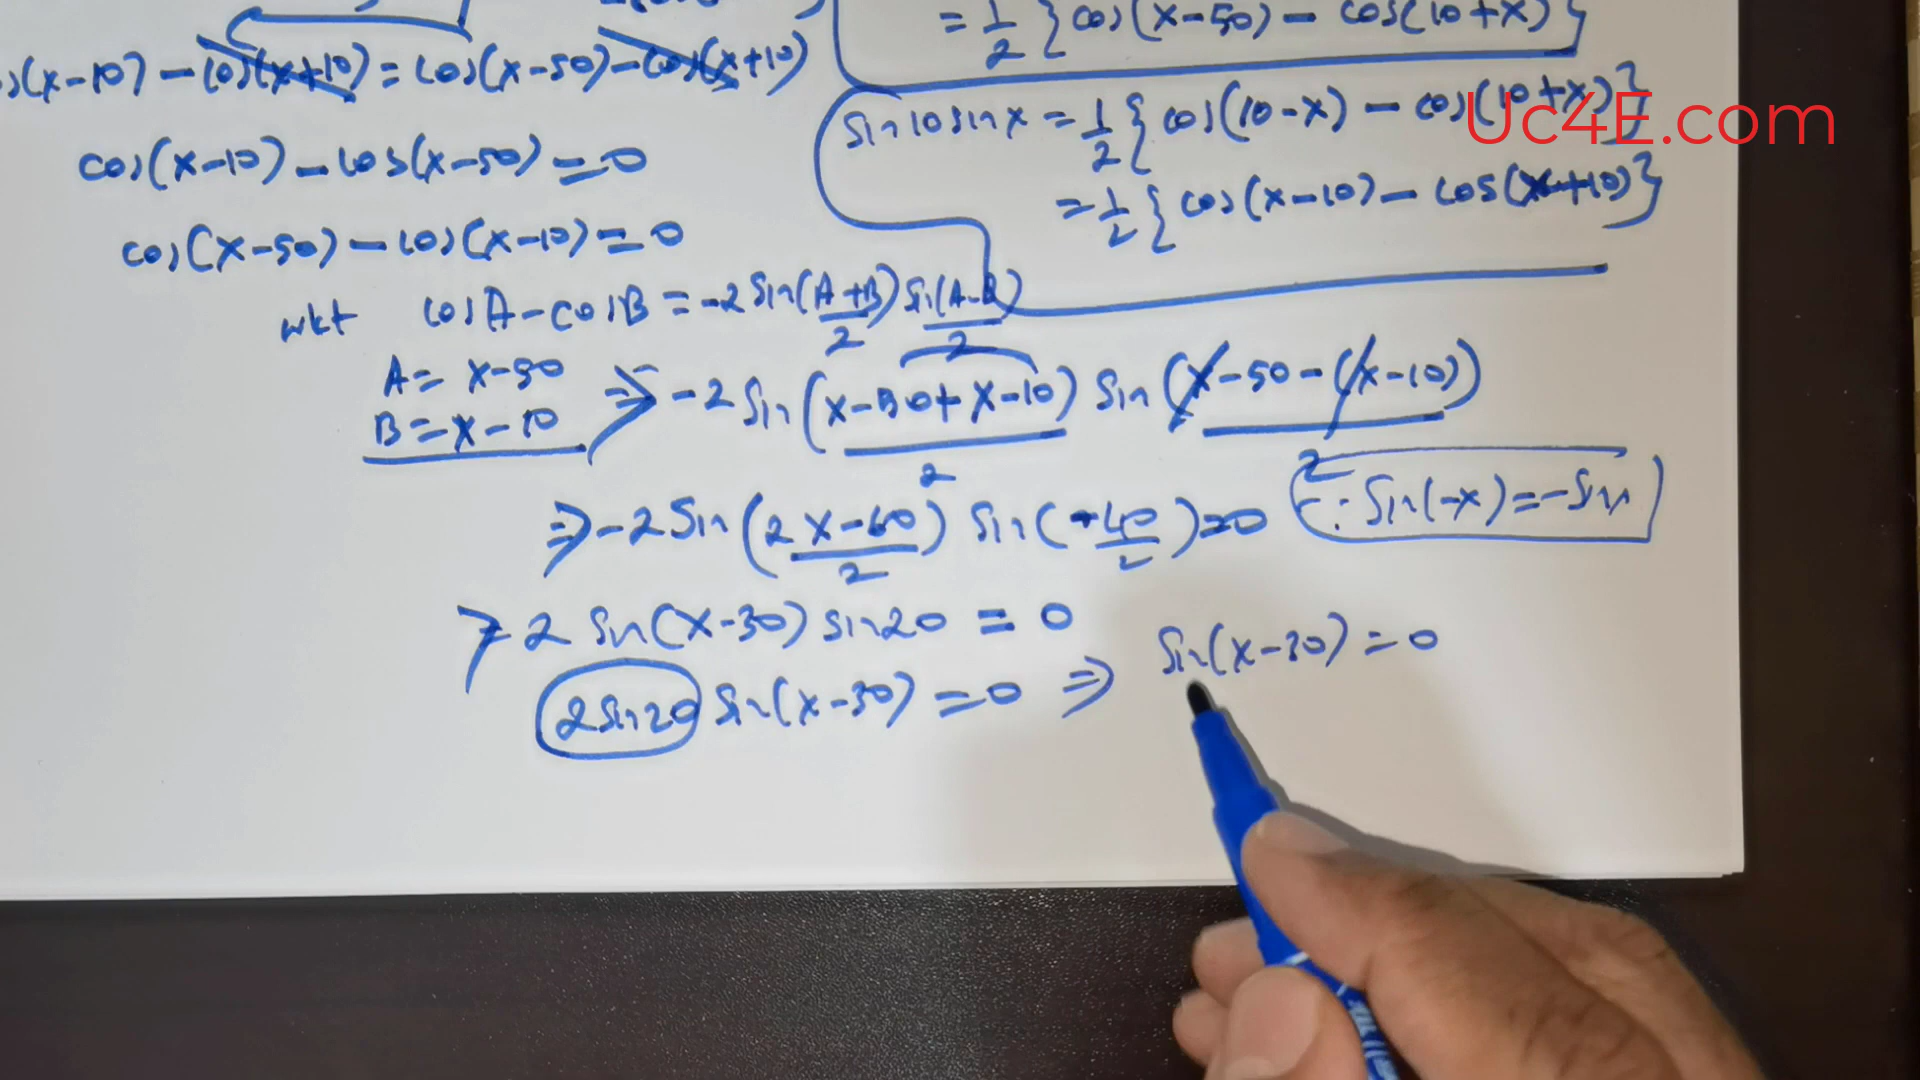 = 1/2 {cos(x-50) - cos(10+x)}
cos(x-10) - cos(x+10) = cos(x-50) - cos(x+10)
sin10sinx = 1/2 {cos(10-x) - cos(10+x)}
Uc4E.com
= 1/2 {cos(x-10) - cos(x+10)}
cos(x-10) - cos(x-50) = 0
cos(x-50) - cos(x-10) = 0
wkt cosA - cosB = -2 sin(A+B)/2 sin(A-B)/2
A = x-50
B = x-10
⇒ -2 sin(x-50+x-10)/2 sin(x-50-(x-10))/2
⇒ -2 sin(2x-60/2) sin(-40/2) = 0
∵ sin(-x) = -sin
⇒ 2 sin(x-30) sin20 = 0
2sin20 sin(x-30) = 0 ⇒ sin(x-30) = 0